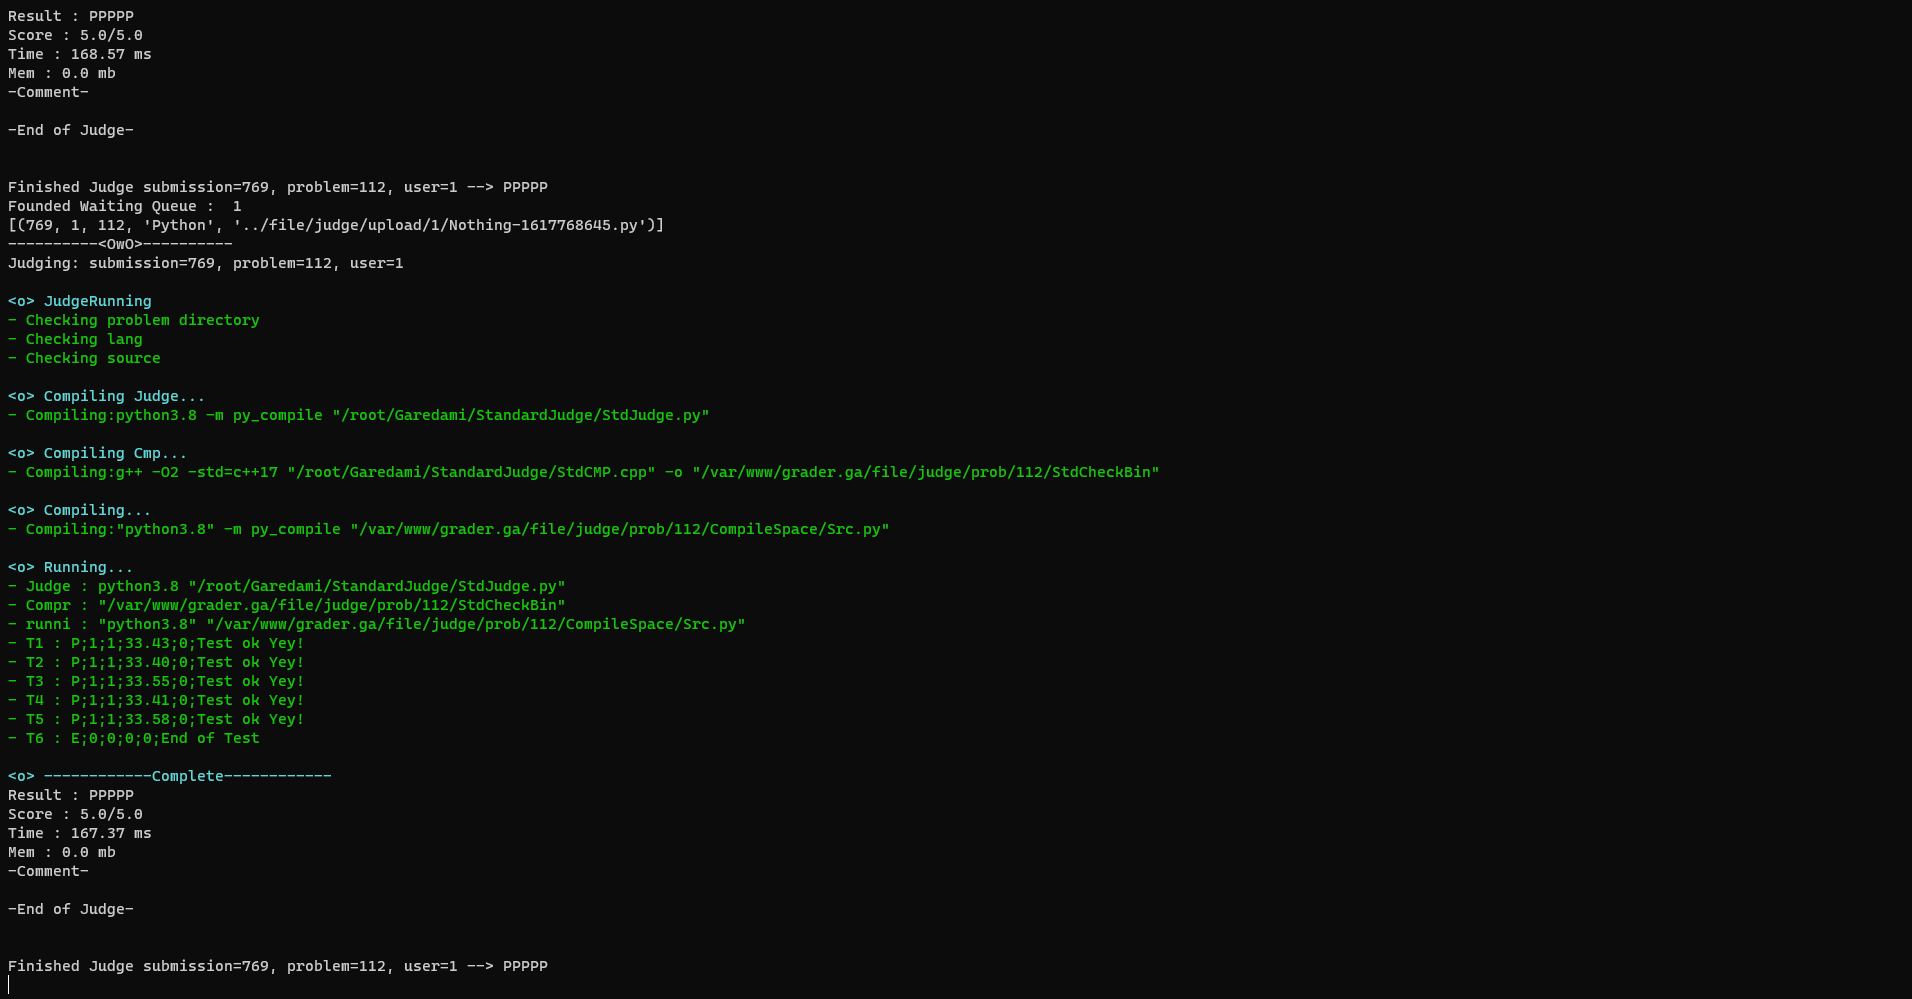 Result : PPPPP
Score : 5.0/5.0
Time : 168.57 ms
Mem : 0.0 mb
-Comment-
-End of Judge-
Finished Judge submission=769, problem=112, user=1 --> PPPPP
Founded Waiting Queue :  1
[(769, 1, 112, 'Python', '../file/judge/upload/1/Nothing-1617768645.py')]
----------<OwO>----------
Judging: submission=769, problem=112, user=1
<o> JudgeRunning
- Checking problem directory
- Checking lang
- Checking source
<o> Compiling Judge...
- Compiling:python3.8 -m py_compile "/root/Garedami/StandardJudge/StdJudge.py"
<o> Compiling Cmp...
- Compiling:g++ -O2 -std=c++17 "/root/Garedami/StandardJudge/StdCMP.cpp" -o "/var/www/grader.ga/file/judge/prob/112/StdCheckBin"
<o> Compiling...
- Compiling:"python3.8" -m py_compile "/var/www/grader.ga/file/judge/prob/112/CompileSpace/Src.py"
<o> Running...
- Judge : python3.8 "/root/Garedami/StandardJudge/StdJudge.py"
- Compr : "/var/www/grader.ga/file/judge/prob/112/StdCheckBin"
- runni : "python3.8" "/var/www/grader.ga/file/judge/prob/112/CompileSpace/Src.py"
- T1 : P;1;1;33.43;0;Test ok Yey!
- T2 : P;1;1;33.40;0;Test ok Yey!
- T3 : P;1;1;33.55;0;Test ok Yey!
- T4 : P;1;1;33.41;0;Test ok Yey!
- T5 : P;1;1;33.58;0;Test ok Yey!
- T6 : E;0;0;0;0;End of Test
<o> ------------Complete------------
Result : PPPPP
Score : 5.0/5.0
Time : 167.37 ms
Mem : 0.0 mb
-Comment-
-End of Judge-
Finished Judge submission=769, problem=112, user=1 --> PPPPP